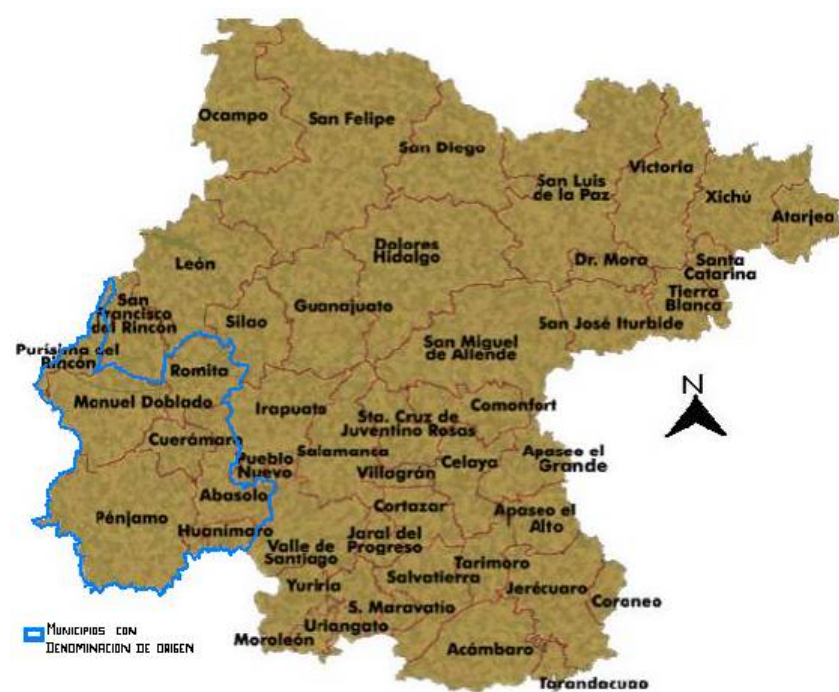 Ocampo
San Felipe
San Diego
Victoria
San Luis
de la Paz
Xichú
Atarjea
León
Dolores
Hidalgo
Dr. Mora
Santa
Catarina
Tierra
Blanca
San
Francisco
del Rincón
Silao
Guanajuato
San José Iturbide
San Miguel
de Allende
Purísima del
Rincón
Romita
Manuel Doblado
Irapuato
Sta. Cruz de
Juventino Rosas
Comonfort
Cuerámaro
Pueblo
Nuevo
Salamanca
Villagrán
Celaya
Apaseo el
Grande
Abasolo
Pénjamo
Huanímaro
Cortazar
Apaseo el
Alto
Valle de
Santiago
Jaral del
Progreso
Tarimoro
Salvatierra
Jerécuaro
Yuriria
S. Maravatío
Coroneo
Uriangato
Moroleón
Acámbaro
Tarandacuao
N
MUNICIPIOS CON
DENOMINACION DE ORIGEN